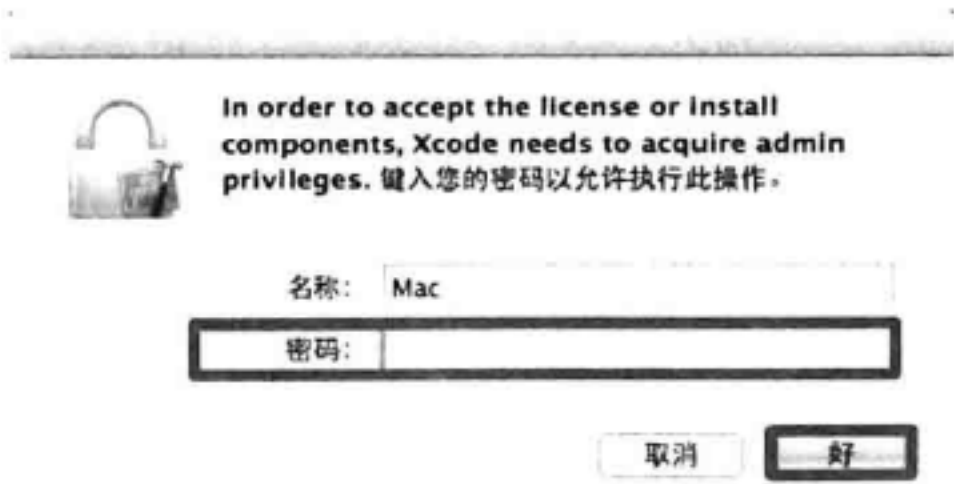 In order to accept the license or install
components, Xcode needs to acquire admin
privileges. 键入您的密码以允许执行此操作。
名称: Mac
密码:
取消 好